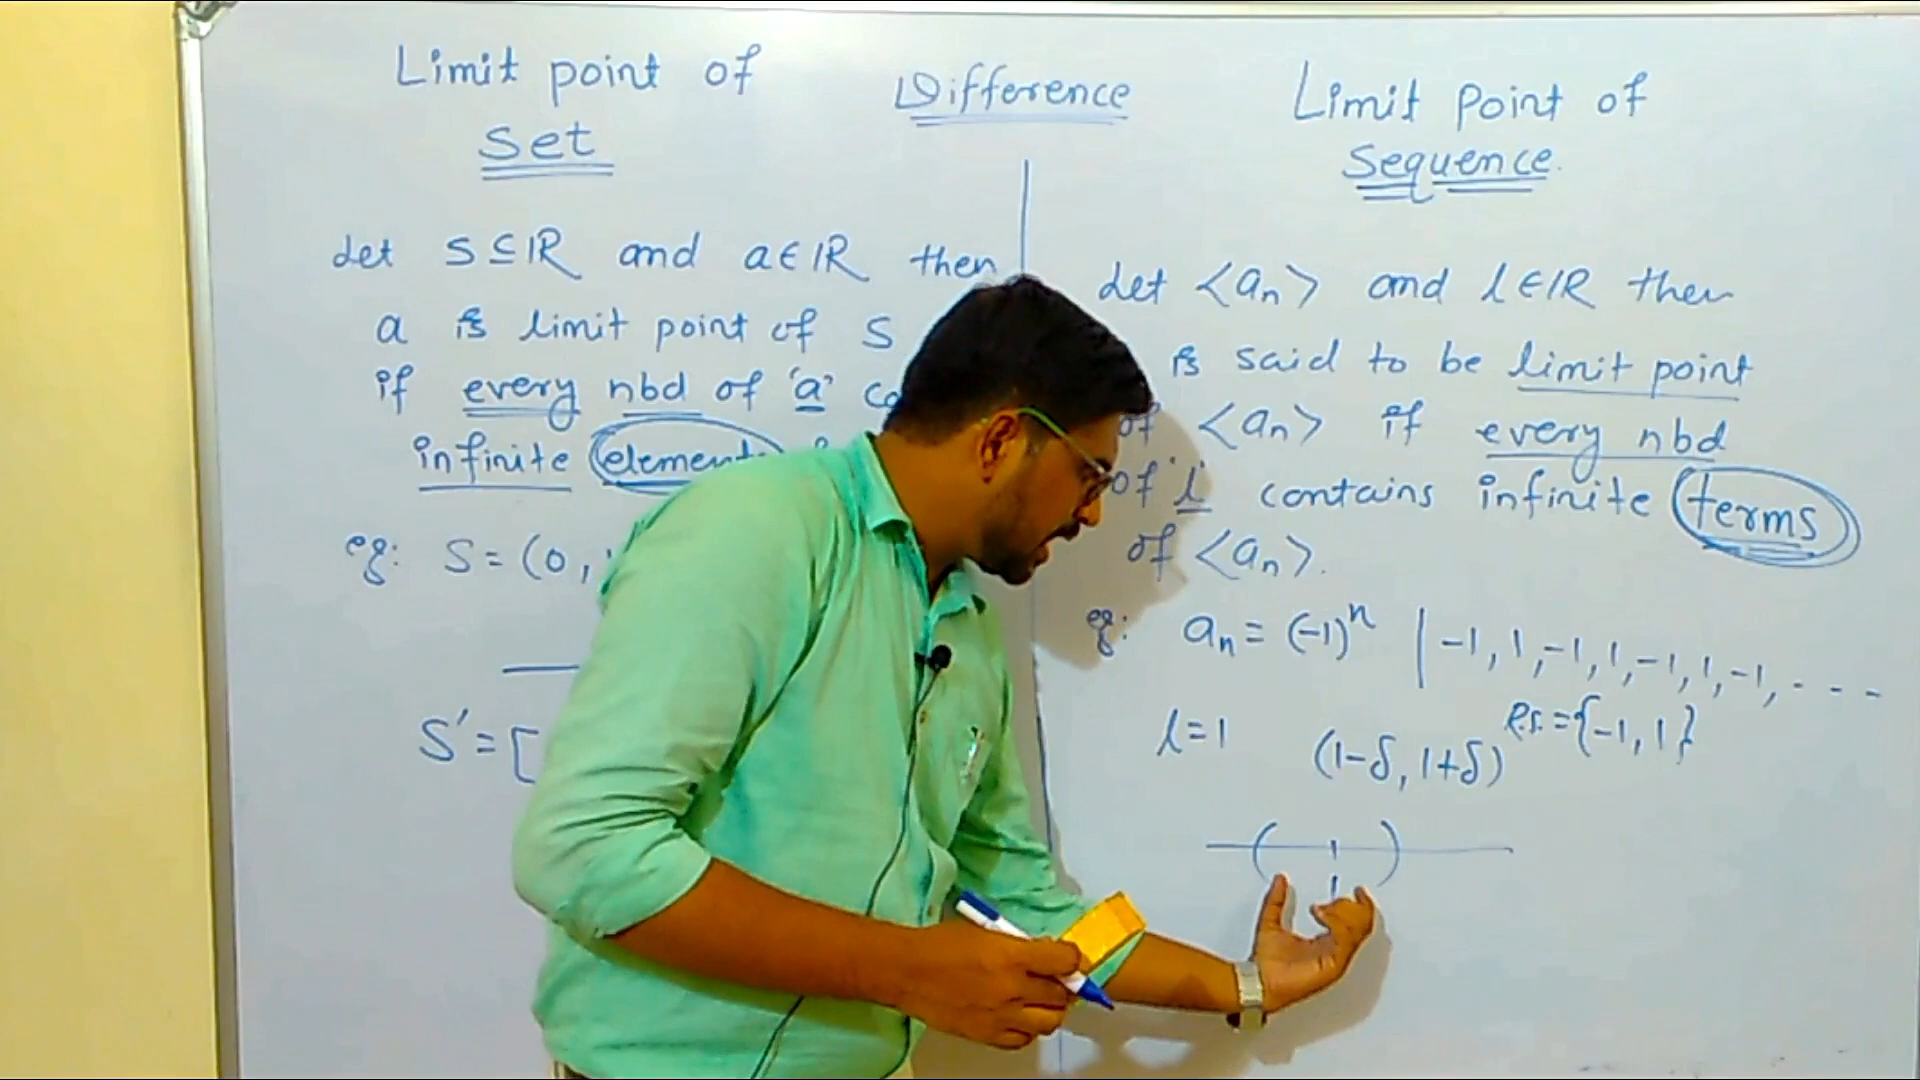 Limit point of
Set
Difference
Limit Point of
Sequence.
Let S ⊆ ℝ and a ∈ ℝ then
a is limit point of S
if every nbd of 'a'
infinite
eg: S = (0,
S' = [
Let <aₙ> and l ∈ ℝ then
is said to be limit point
of <aₙ> if every nbd
of 'l' contains infinite terms
of <aₙ>.
eg: aₙ = (-1)ⁿ | -1, 1, -1, 1, -1, 1, -1, - - -
l = 1 (1-δ, 1+δ) R.S. = {-1, 1}
( 1 )